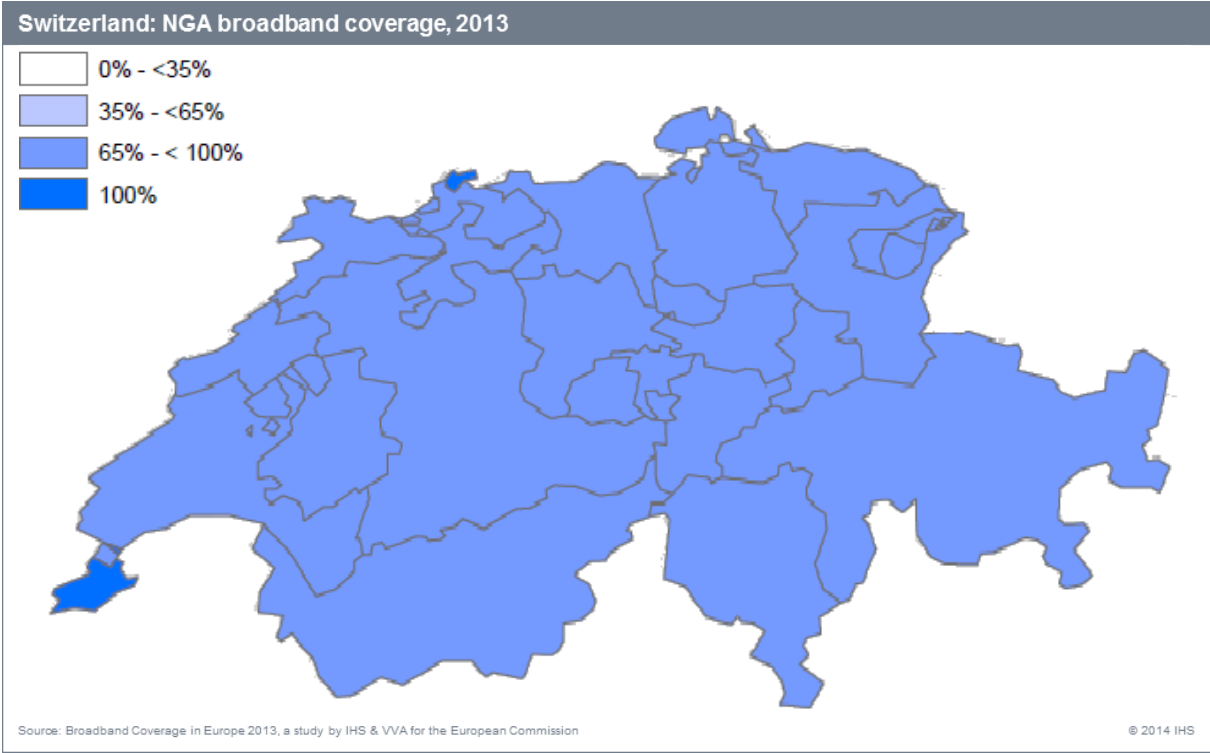 Switzerland: NGA broadband coverage, 2013
0% - <35%
35% - <65%
65% - < 100%
100%
Source: Broadband Coverage in Europe 2013, a study by IHS & VVA for the European Commission
© 2014 IHS